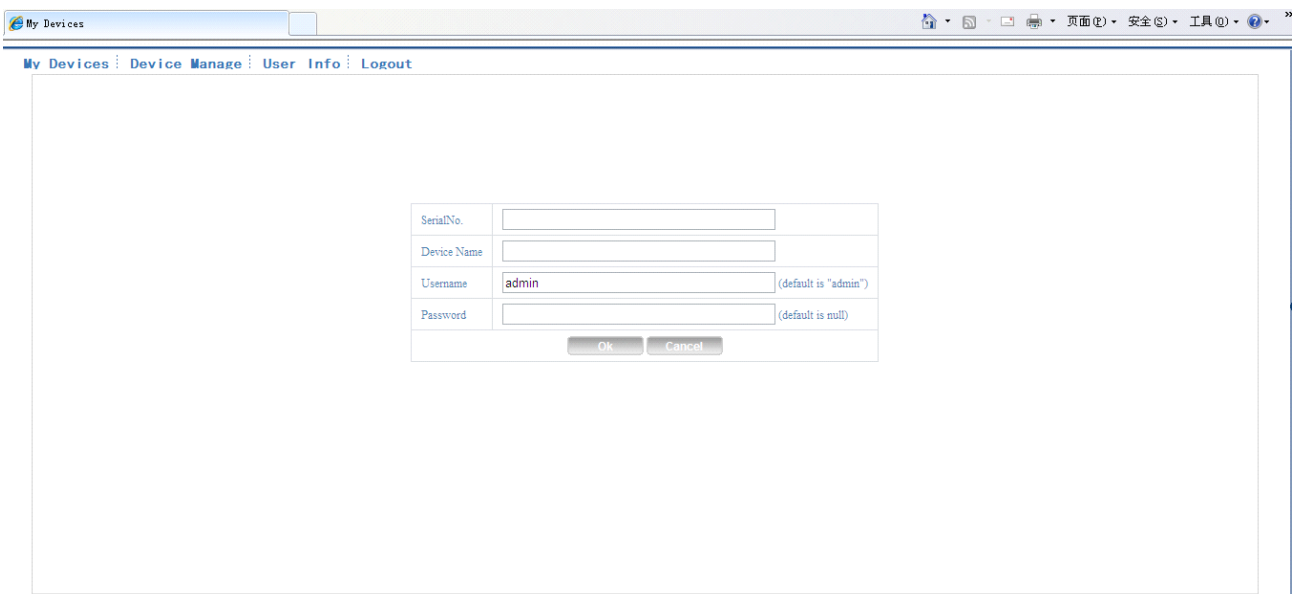 My Devices
页面(P) 安全(S) 工具(O) »
My Devices Device Manage User Info Logout
SerialNo.
Device Name
Username admin (default is "admin")
Password (default is null)
Ok Cancel